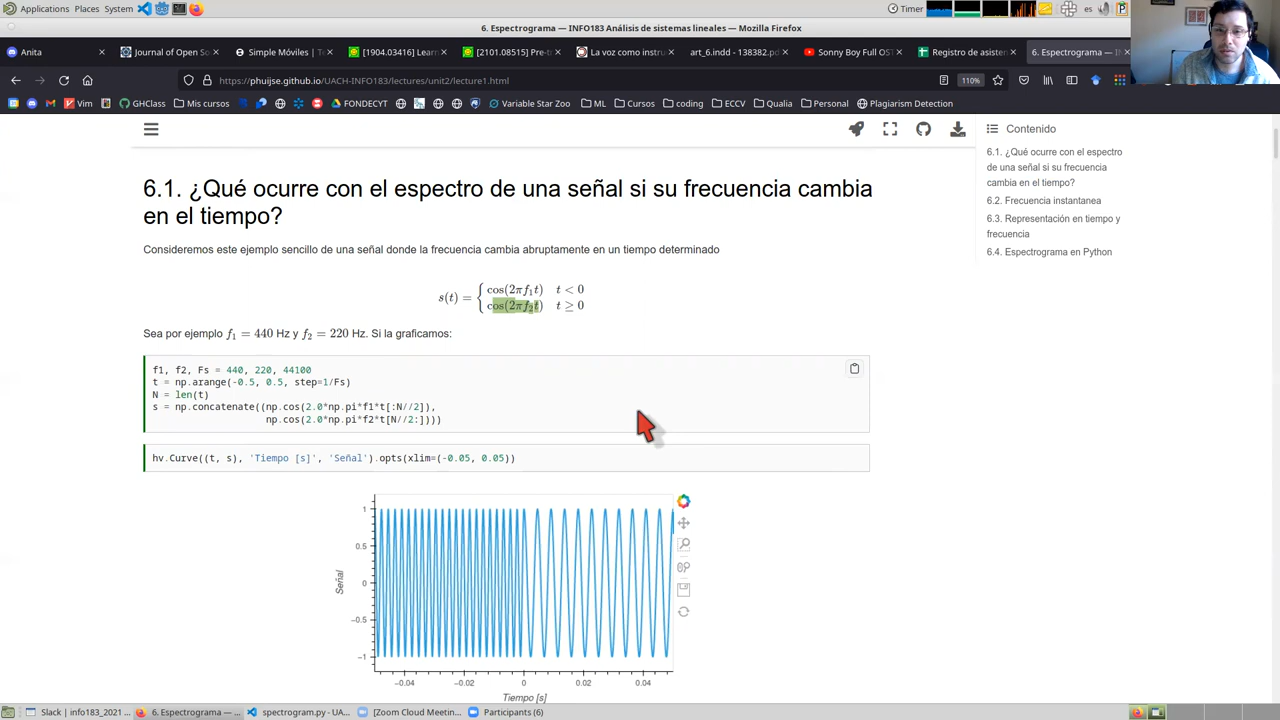 Applications Places System
Timer
es
6. Espectrograma — INFO183 Análisis de sistemas lineales — Mozilla Firefox
Anita
Journal of Open So
Simple Móviles | T
[1904.03416] Lear
[2101.08515] Pre-t
La voz como instru
art_6.indd - 138382.pd
Sonny Boy Full OS
Registro de asisten
6. Espectrograma — IN
https://phuijse.github.io/UACH-INFO183/lectures/unit2/lecture1.html
110%
Vim
GHClass
Mis cursos
FONDECYT
Variable Star Zoo
ML
Cursos
coding
ECCV
Qualia
Personal
Plagiarism Detection
Contenido
6.1. ¿Qué ocurre con el espectro de una señal si su frecuencia cambia en el tiempo?
6.2. Frecuencia instantanea
6.3. Representación en tiempo y frecuencia
6.4. Espectrograma en Python
6.1. ¿Qué ocurre con el espectro de una señal si su frecuencia cambia
en el tiempo?
Consideremos este ejemplo sencillo de una señal donde la frecuencia cambia abruptamente en un tiempo determinado
s(t) = { cos(2πf₁t) t < 0
cos(2πf₂t) t ≥ 0
Sea por ejemplo f₁ = 440 Hz y f₂ = 220 Hz. Si la graficamos:
f1, f2, Fs = 440, 220, 44100
t = np.arange(-0.5, 0.5, step=1/Fs)
N = len(t)
s = np.concatenate((np.cos(2.0*np.pi*f1*t[:N//2]),
np.cos(2.0*np.pi*f2*t[N//2:])))
hv.Curve((t, s), 'Tiempo [s]', 'Señal').opts(xlim=(-0.05, 0.05))
1
0.5
0
−0.5
−1
Señal
−0.04 −0.02 0 0.02 0.04
Tiempo [s]
Slack | info183_2021
6. Espectrograma — ...
spectrogram.py - UA...
[Zoom Cloud Meetin...
Participants (6)